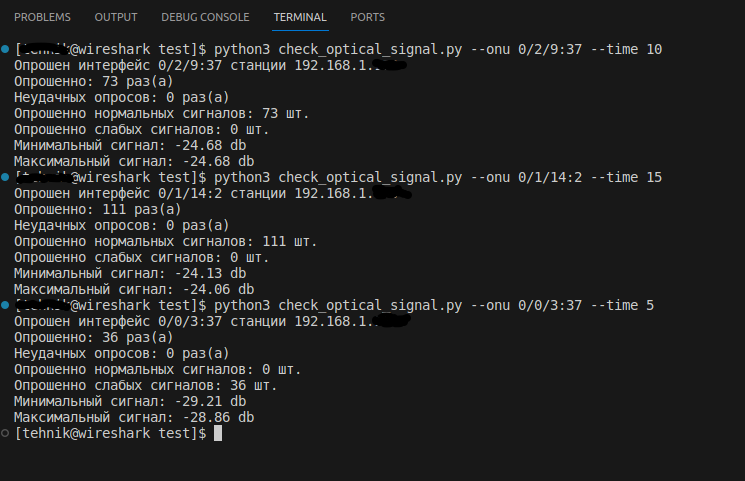 PROBLEMS OUTPUT DEBUG CONSOLE TERMINAL PORTS
[tehnik@wireshark test]$ python3 check_optical_signal.py --onu 0/2/9:37 --time 10
Опрошен интерфейс 0/2/9:37 станции 192.168.1.
Опрошенно: 73 раз(а)
Неудачных опросов: 0 раз(а)
Опрошенно нормальных сигналов: 73 шт.
Опрошенно слабых сигналов: 0 шт.
Минимальный сигнал: -24.68 db
Максимальный сигнал: -24.68 db
[tehnik@wireshark test]$ python3 check_optical_signal.py --onu 0/1/14:2 --time 15
Опрошен интерфейс 0/1/14:2 станции 192.168.1.
Опрошенно: 111 раз(а)
Неудачных опросов: 0 раз(а)
Опрошенно нормальных сигналов: 111 шт.
Опрошенно слабых сигналов: 0 шт.
Минимальный сигнал: -24.13 db
Максимальный сигнал: -24.06 db
[tehnik@wireshark test]$ python3 check_optical_signal.py --onu 0/0/3:37 --time 5
Опрошен интерфейс 0/0/3:37 станции 192.168.1.
Опрошенно: 36 раз(а)
Неудачных опросов: 0 раз(а)
Опрошенно нормальных сигналов: 0 шт.
Опрошенно слабых сигналов: 36 шт.
Минимальный сигнал: -29.21 db
Максимальный сигнал: -28.86 db
[tehnik@wireshark test]$